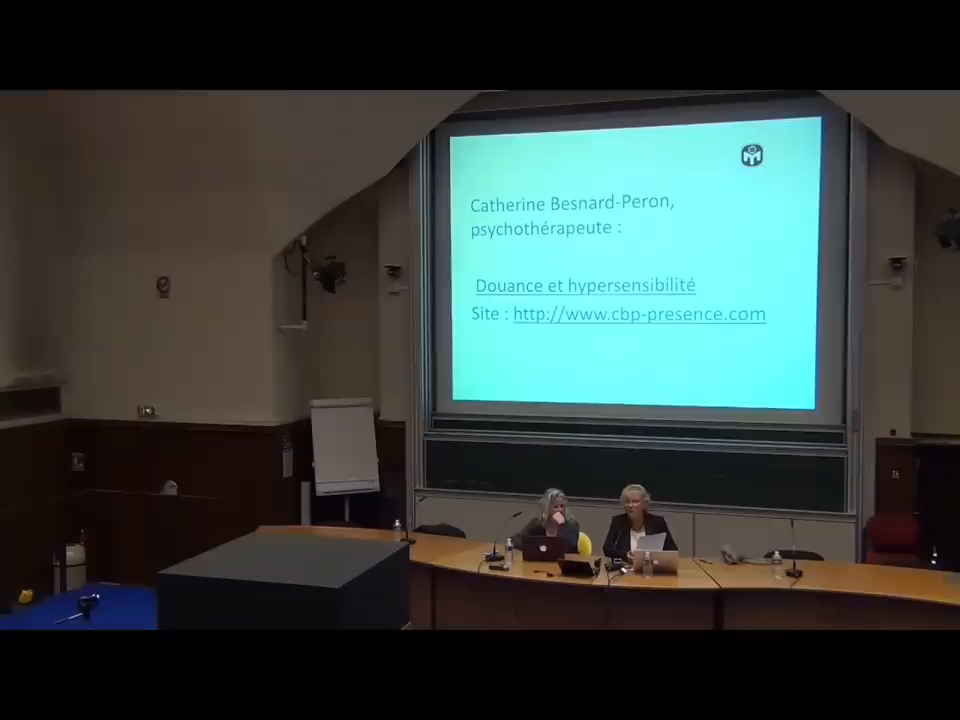 Catherine Besnard-Peron,
psychothérapeute :
Douance et hypersensibilité
Site : http://www.cbp-presence.com